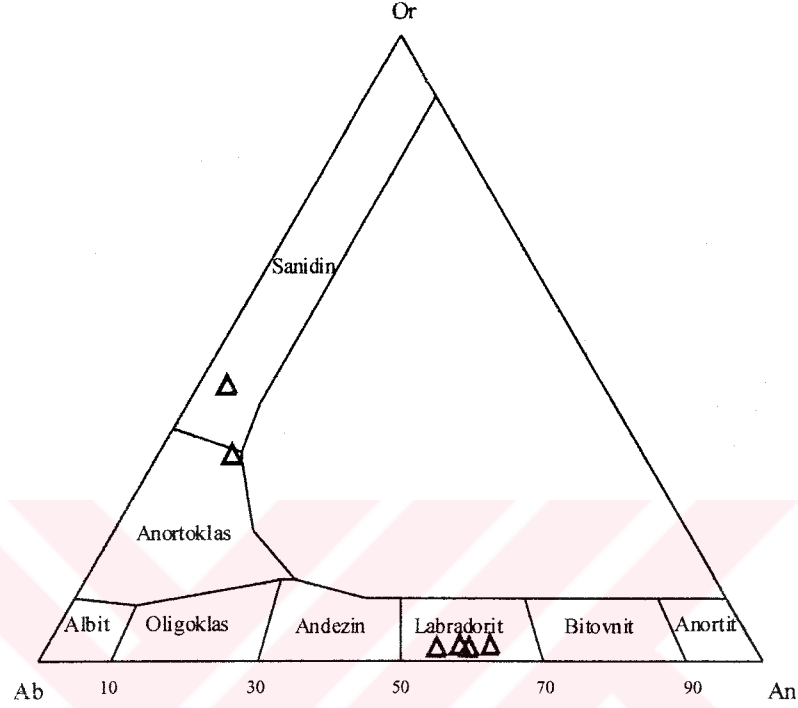 Or
Sanidin
Anortoklas
Albit Oligoklas Andezin Labradorit Bitovnit Anortit
Ab 10 30 50 70 90 An